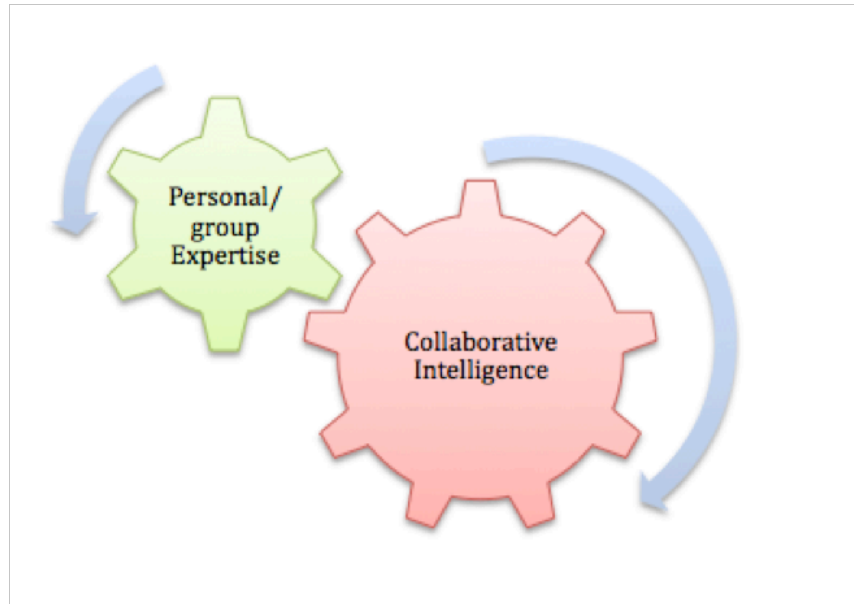 Personal/
group
Expertise
Collaborative
Intelligence